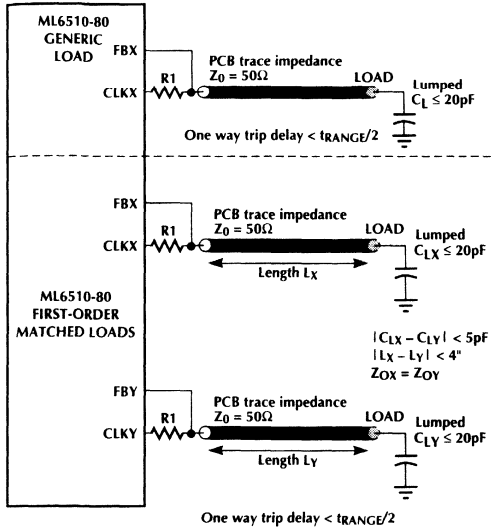 ML6510-80
GENERIC
LOAD
FBX
CLKX
R1
PCB trace impedance
Z0 = 50Ω
LOAD
Lumped
CL ≤ 20pF
One way trip delay < tRANGE/2
FBX
CLKX
R1
PCB trace impedance
Z0 = 50Ω
LOAD
Lumped
CLX ≤ 20pF
Length LX
ML6510-80
FIRST-ORDER
MATCHED LOADS
|CLX – CLY| < 5pF
|LX – LY| < 4"
ZOX = ZOY
FBY
CLKY
R1
PCB trace impedance
Z0 = 50Ω
LOAD
Lumped
CLY ≤ 20pF
Length LY
One way trip delay < tRANGE/2